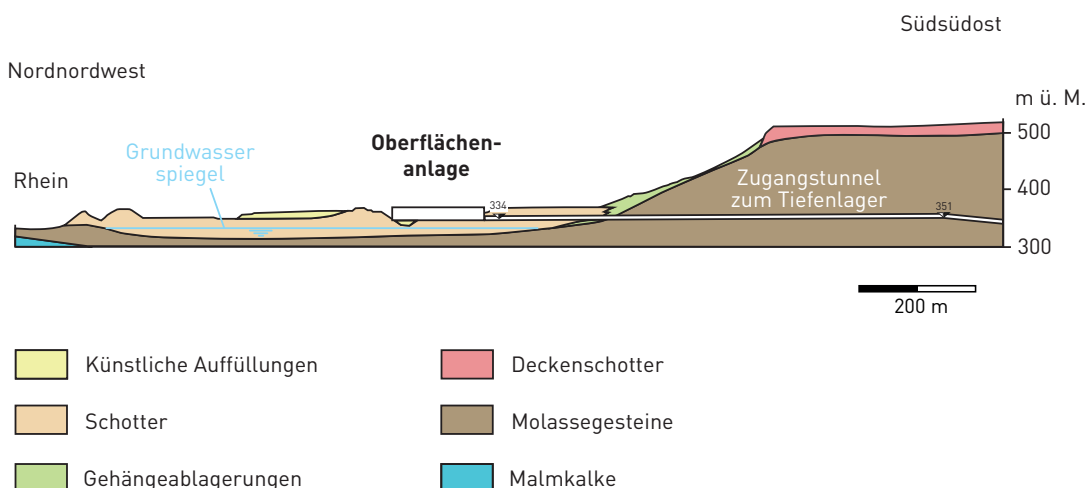 Südsüdost
Nordnordwest
m ü. M.
500
Oberflächen-
anlage
Grundwasser
spiegel
Rhein
Zugangstunnel
zum Tiefenlager
400
334
351
300
200 m
Künstliche Auffüllungen
Deckenschotter
Schotter
Molassegesteine
Gehängeablagerungen
Malmkalke